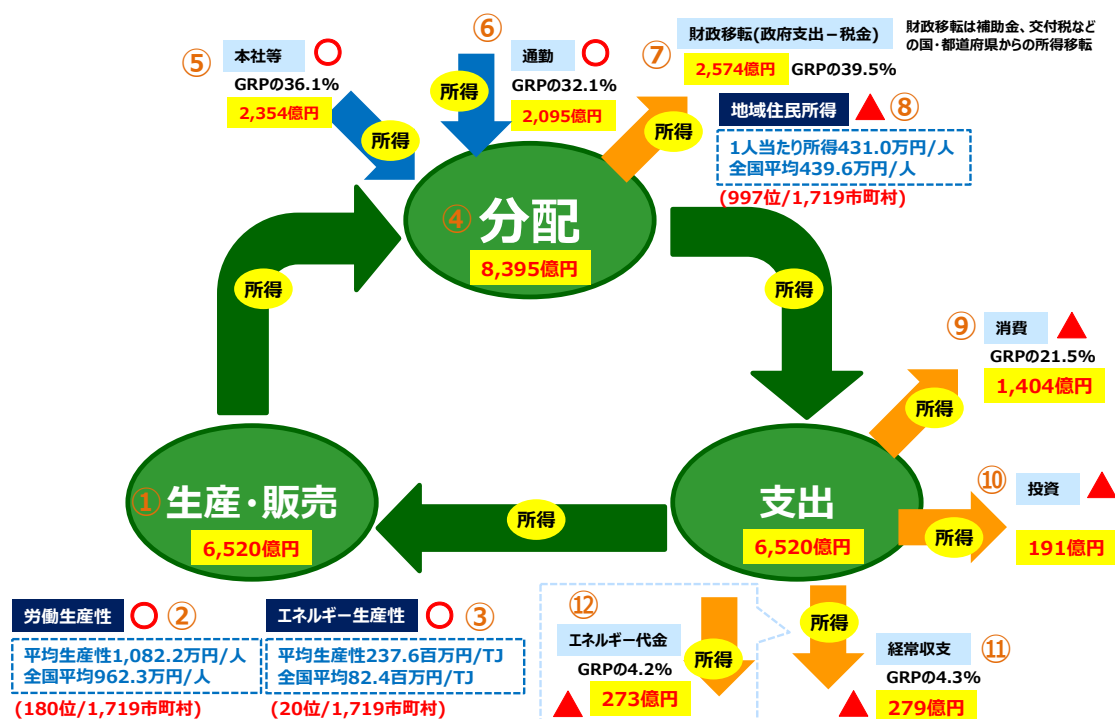 ⑤
本社等
GRPの36.1%
2,354億円
所得
⑥
所得
通勤
GRPの32.1%
2,095億円
⑦
財政移転(政府支出－税金)
2,574億円 GRPの39.5%
財政移転は補助金、交付税など
の国・都道府県からの所得移転
所得
地域住民所得
⑧
1人当たり所得431.0万円/人
全国平均439.6万円/人
(997位/1,719市町村)
④ 分配
8,395億円
所得
所得
⑨
消費
GRPの21.5%
1,404億円
所得
① 生産・販売
6,520億円
所得
支出
6,520億円
⑩
投資
191億円
所得
労働生産性
②
平均生産性1,082.2万円/人
全国平均962.3万円/人
(180位/1,719市町村)
エネルギー生産性
③
平均生産性237.6百万円/TJ
全国平均82.4百万円/TJ
(20位/1,719市町村)
⑫
エネルギー代金
GRPの4.2%
273億円
所得
所得
経常収支
⑪
GRPの4.3%
279億円